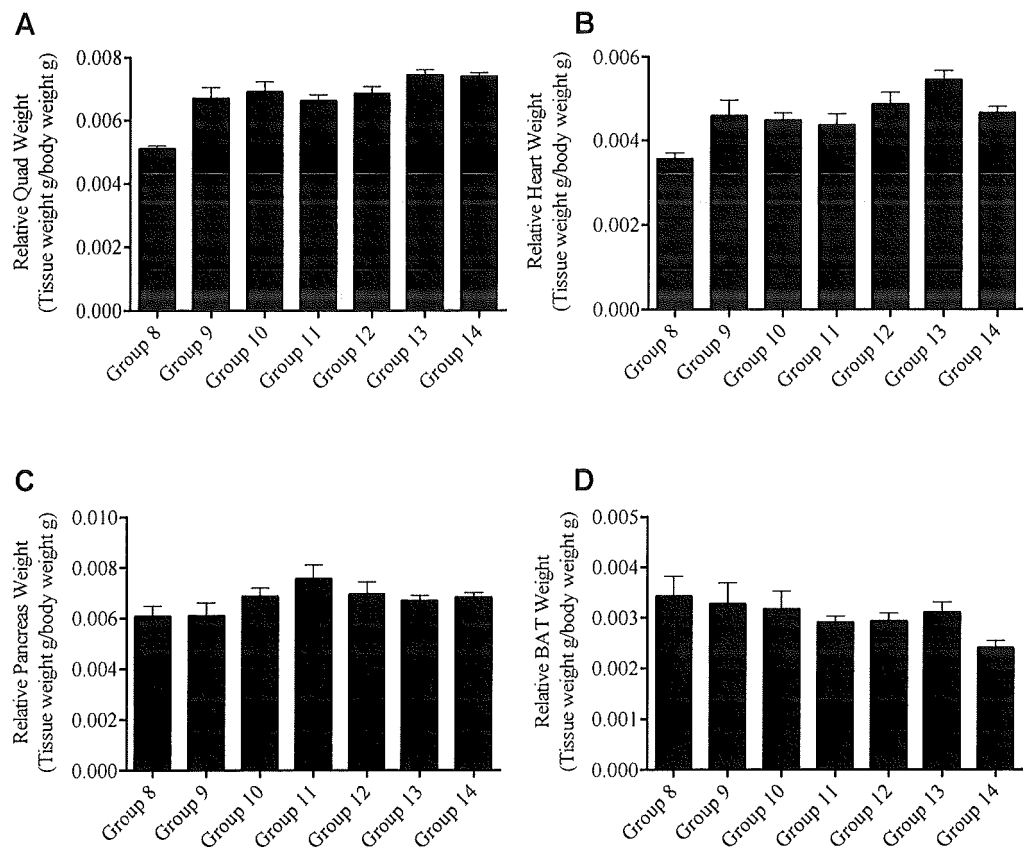 A
Relative Quad Weight
(Tissue weight g/body weight g)
0.008
0.006
0.004
0.002
0.000
Group 8
Group 9
Group 10
Group 11
Group 12
Group 13
Group 14
B
Relative Heart Weight
(Tissue weight g/body weight g)
0.006
0.004
0.002
0.000
Group 8
Group 9
Group 10
Group 11
Group 12
Group 13
Group 14
C
Relative Pancreas Weight
(Tissue weight g/body weight g)
0.010
0.008
0.006
0.004
0.002
0.000
Group 8
Group 9
Group 10
Group 11
Group 12
Group 13
Group 14
D
Relative BAT Weight
(Tissue weight g/body weight g)
0.005
0.004
0.003
0.002
0.001
0.000
Group 8
Group 9
Group 10
Group 11
Group 12
Group 13
Group 14